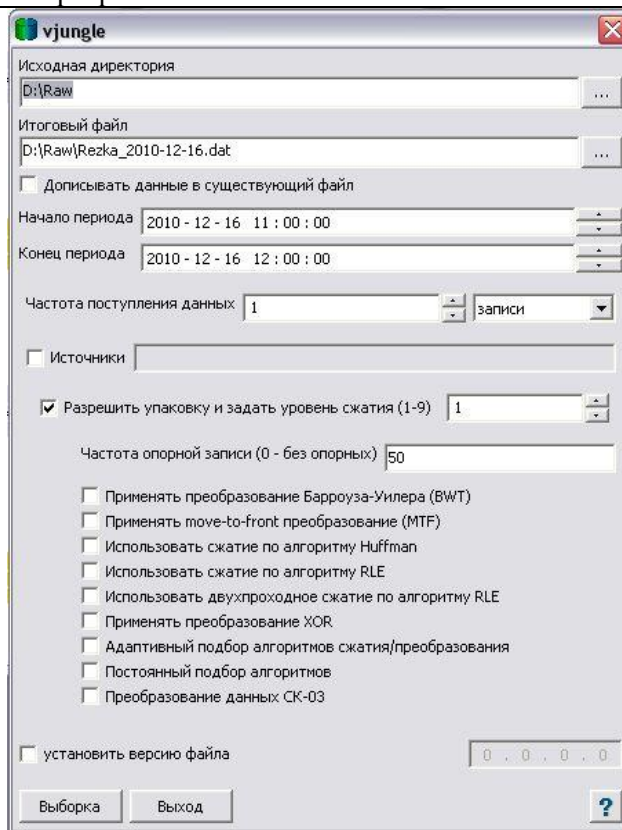 vjungle
Исходная директория
D:\Raw
...
Итоговый файл
D:\Raw\Rezka_2010-12-16.dat
...
Дописывать данные в существующий файл
Начало периода 2010 - 12 - 16 11 : 00 : 00
Конец периода 2010 - 12 - 16 12 : 00 : 00
Частота поступления данных 1 записи
Источники
Разрешить упаковку и задать уровень сжатия (1-9) 1
Частота опорной записи (0 - без опорных) 50
Применять преобразование Барроуза-Уилера (BWT)
Применять move-to-front преобразование (MTF)
Использовать сжатие по алгоритму Huffman
Использовать сжатие по алгоритму RLE
Использовать двухпроходное сжатие по алгоритму RLE
Применять преобразование XOR
Адаптивный подбор алгоритмов сжатия/преобразования
Постоянный подбор алгоритмов
Преобразование данных СК-03
установить версию файла 0 . 0 . 0 . 0
Выборка Выход ?